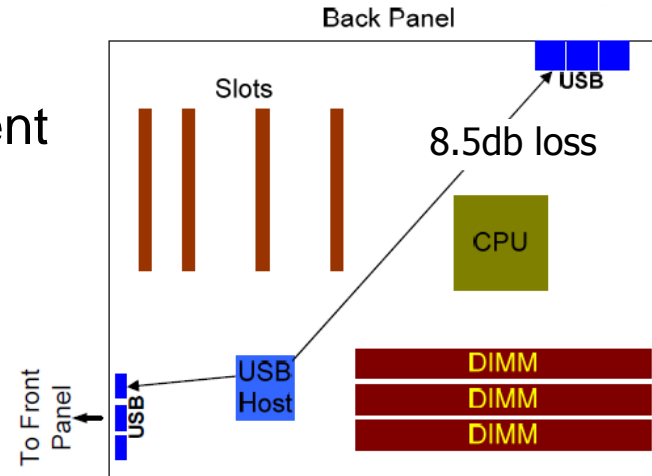 Back Panel
USB
Slots
ent
8.5db loss
CPU
USB
Host
DIMM
DIMM
DIMM
USB
To Front
Panel